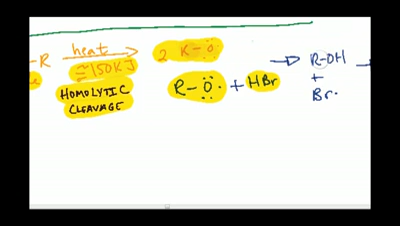 -R heat 2 R-Ö·
≅150KJ
HOMOLYTIC
CLEAVAGE
R-Ö· + HBr → R-OH
+
Br·